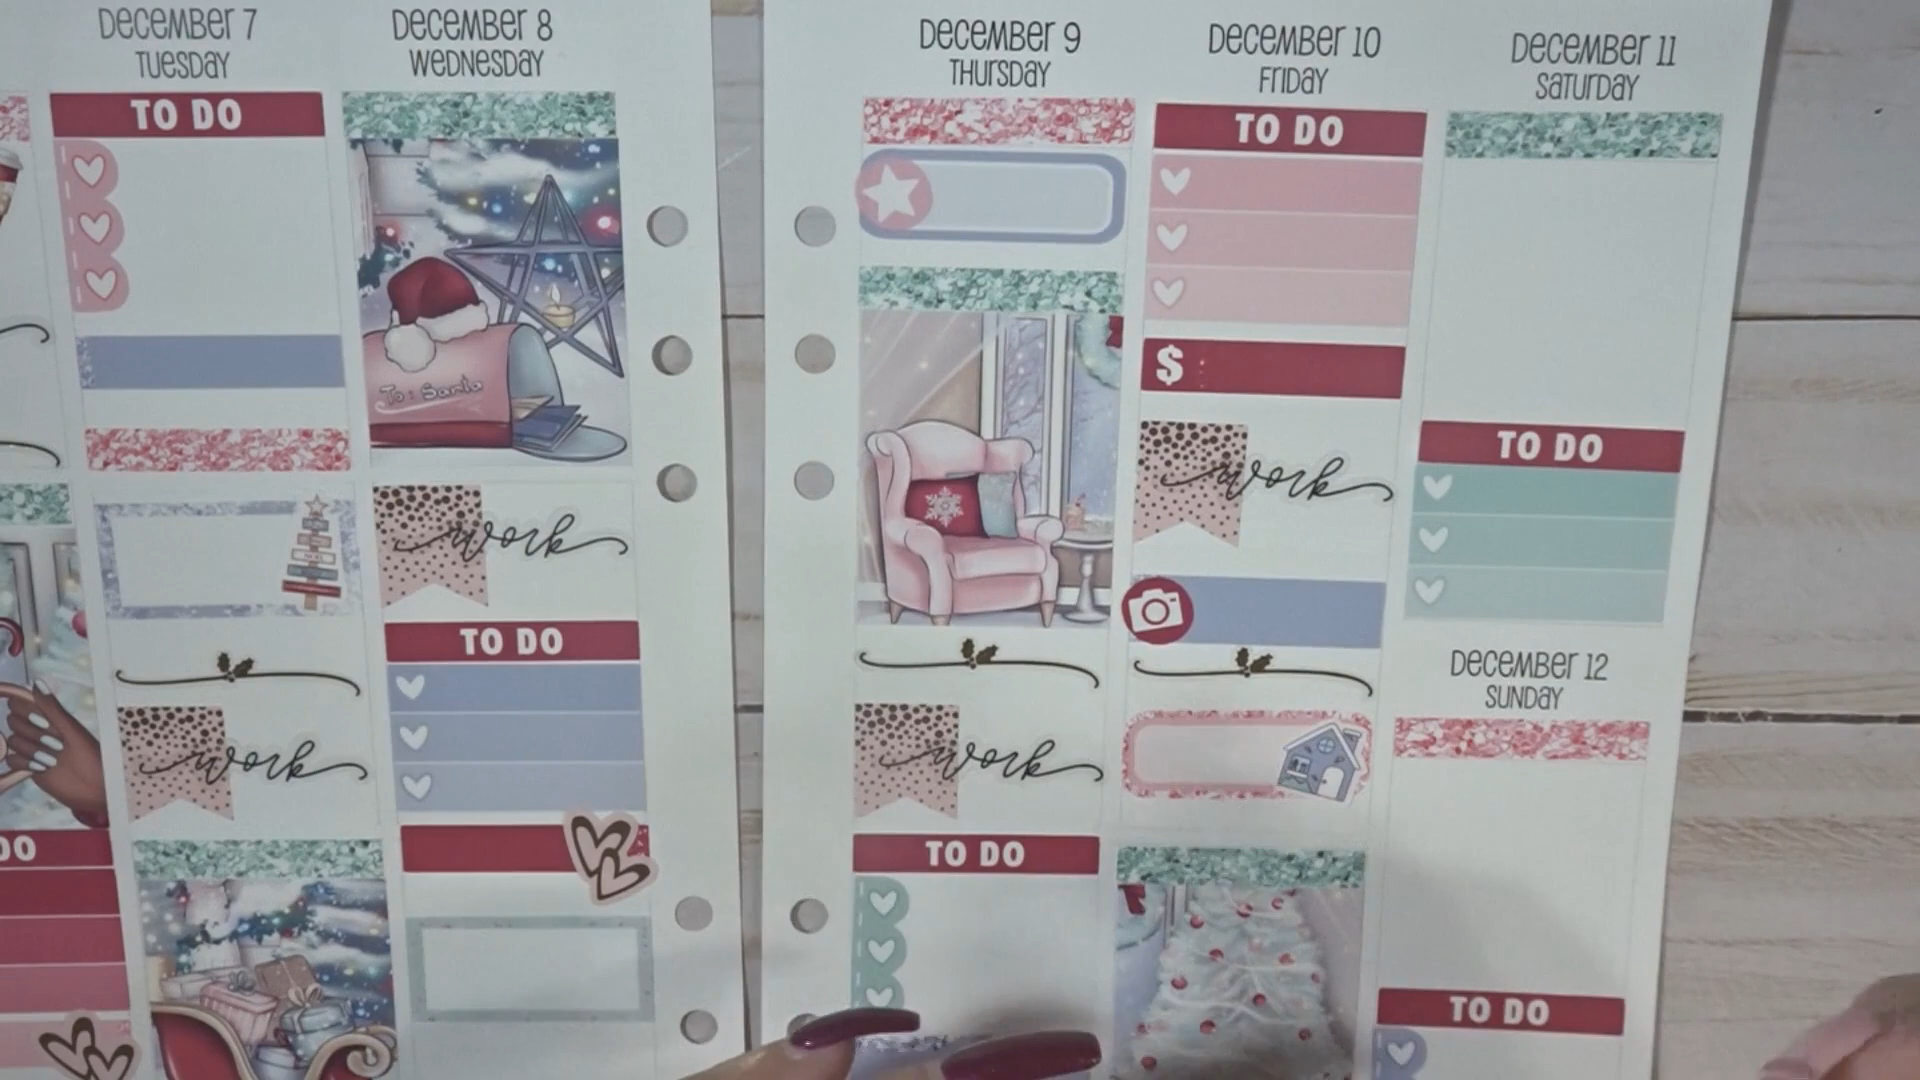 DECEMBER 7
TUESDAY
TO DO
work
DECEMBER 8
WEDNESDAY
To: Santa
work
TO DO
DECEMBER 9
THURSDAY
work
TO DO
DECEMBER 10
FRIDAY
TO DO
$
work
DECEMBER 11
SATURDAY
TO DO
DECEMBER 12
SUNDAY
TO DO
DO